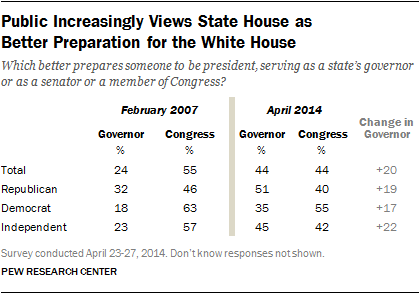 Public Increasingly Views State House as
Better Preparation for the White House
Which better prepares someone to be president, serving as a state's governor
or as a senator or a member of Congress?
February 2007 April 2014 Change in
Governor Congress Governor Congress Governor
% % % %
Total 24 55 44 44 +20
Republican 32 46 51 40 +19
Democrat 18 63 35 55 +17
Independent 23 57 45 42 +22
Survey conducted April 23-27, 2014. Don't know responses not shown.
PEW RESEARCH CENTER